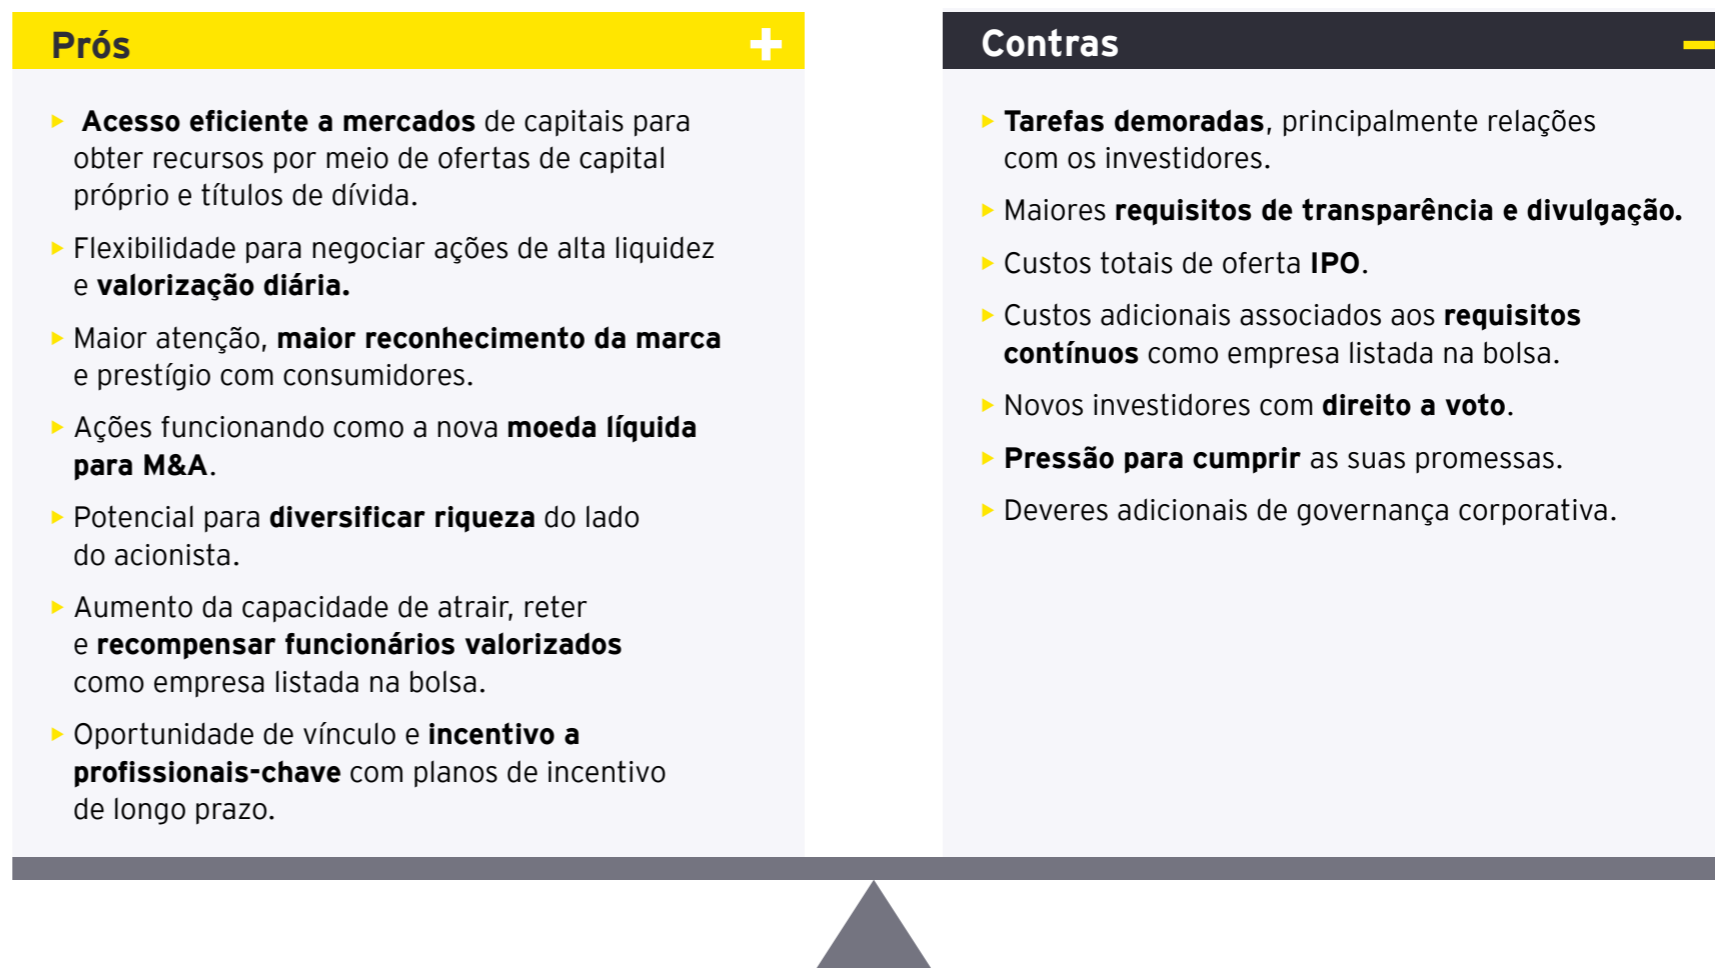 Prós
Acesso eficiente a mercados de capitais para
obter recursos por meio de ofertas de capital
próprio e títulos de dívida.
Flexibilidade para negociar ações de alta liquidez
e valorização diária.
Maior atenção, maior reconhecimento da marca
e prestígio com consumidores.
Ações funcionando como a nova moeda líquida
para M&A.
Potencial para diversificar riqueza do lado
do acionista.
Aumento da capacidade de atrair, reter
e recompensar funcionários valorizados
como empresa listada na bolsa.
Oportunidade de vínculo e incentivo a
profissionais-chave com planos de incentivo
de longo prazo.
Contras
Tarefas demoradas, principalmente relações
com os investidores.
Maiores requisitos de transparência e divulgação.
Custos totais de oferta IPO.
Custos adicionais associados aos requisitos
contínuos como empresa listada na bolsa.
Novos investidores com direito a voto.
Pressão para cumprir as suas promessas.
Deveres adicionais de governança corporativa.